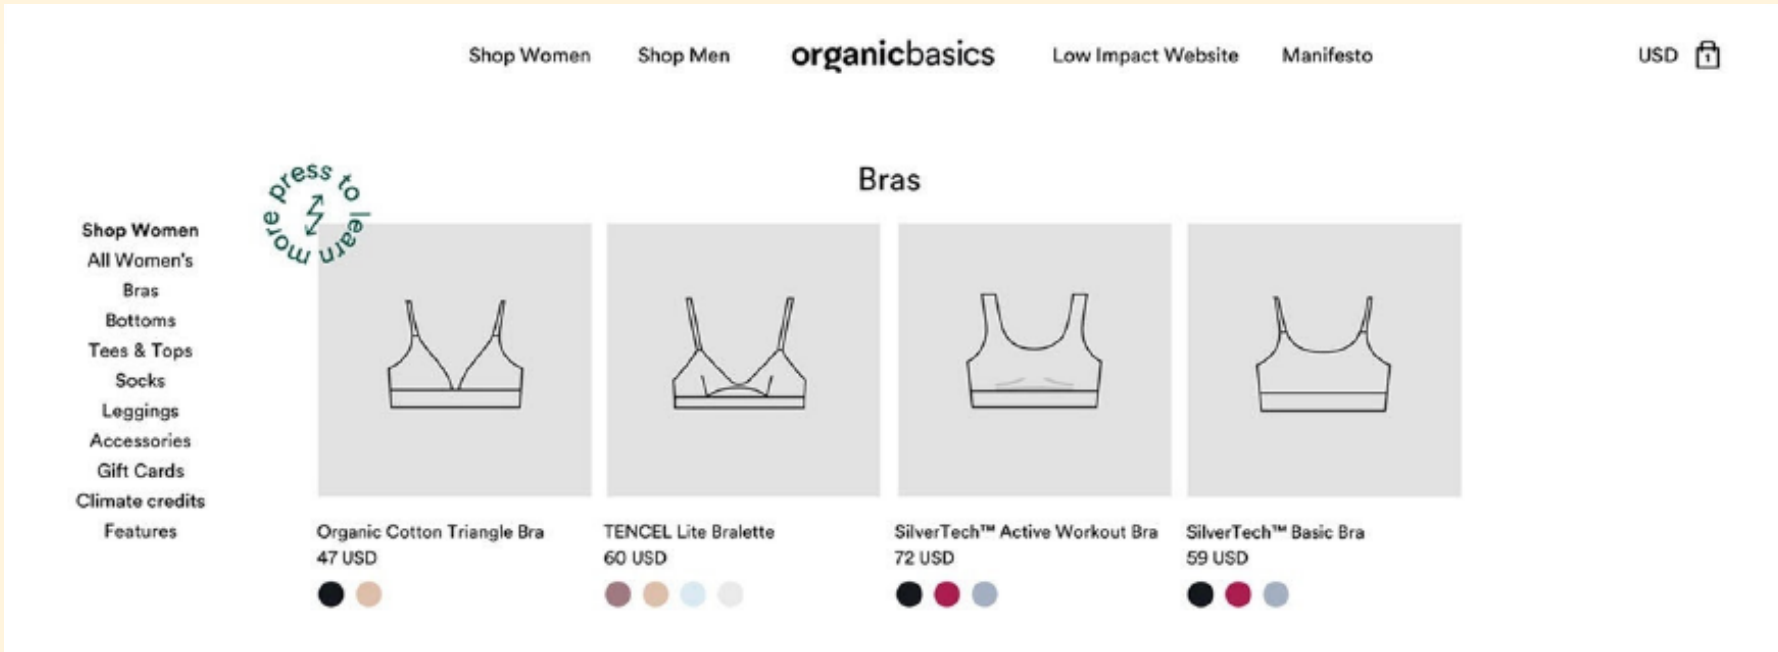 Shop Women
Shop Men
organicbasics
Low Impact Website
Manifesto
USD
1
press to learn more
Bras
Shop Women
All Women's
Bras
Bottoms
Tees & Tops
Socks
Leggings
Accessories
Gift Cards
Climate credits
Features
Organic Cotton Triangle Bra
47 USD
TENCEL Lite Bralette
60 USD
SilverTech™ Active Workout Bra
72 USD
SilverTech™ Basic Bra
59 USD